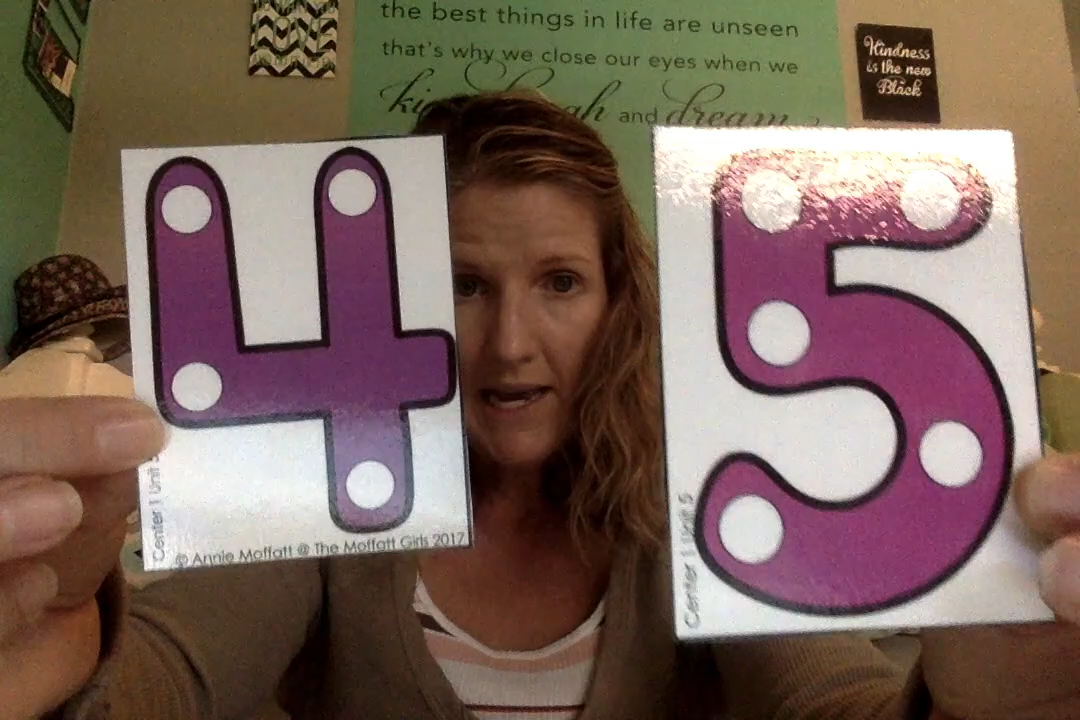 the best things in life are unseen
that's why we close our eyes when we
and dream
Kindness
is the new
Black
4
Center 1 Unit
© Annie Moffatt @ The Moffatt Girls 2017
5
Center 1 Unit 5